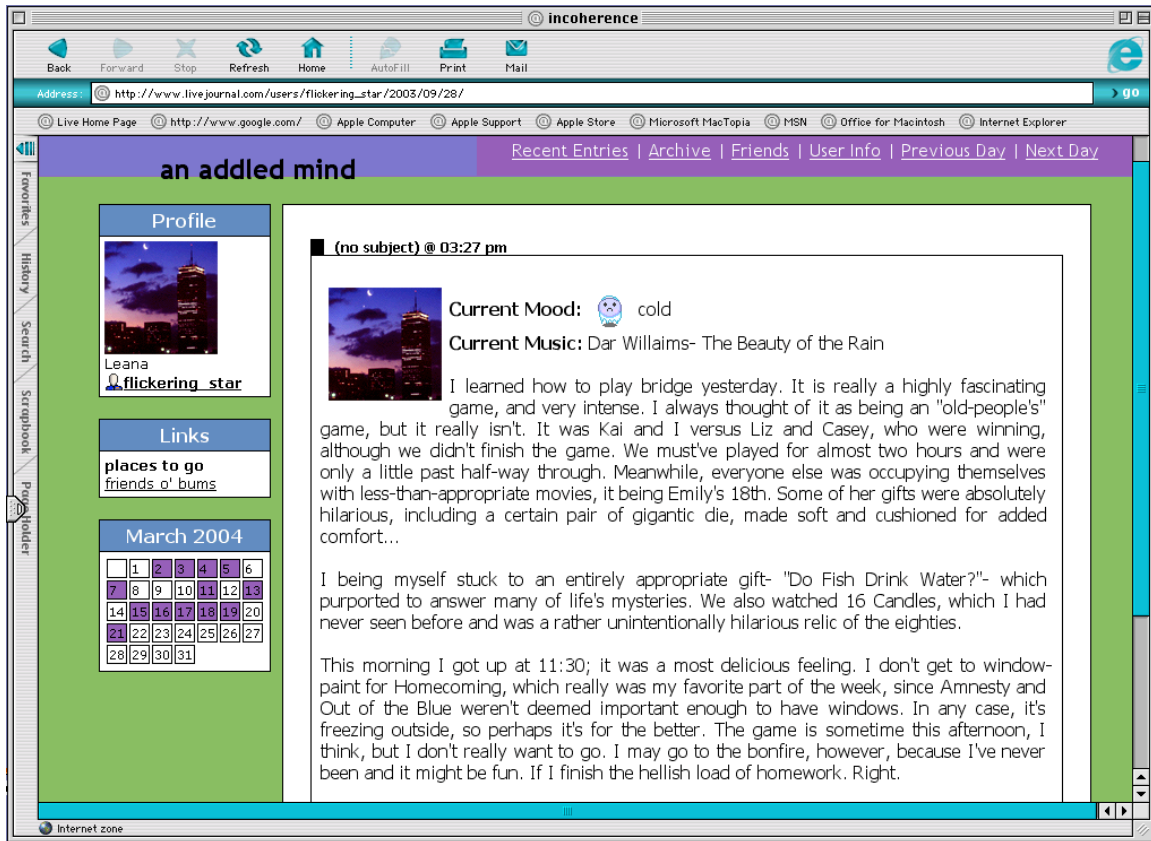 incoherence
Back Forward Stop Refresh Home AutoFill Print Mail
Address: http://www.livejournal.com/users/flickering_star/2003/09/28/ go
Live Home Page http://www.google.com/ Apple Computer Apple Support Apple Store Microsoft MacTopia MSN Office for Macintosh Internet Explorer
Favorites
History
Search
Scrapbook
Page Holder
an addled mind
Recent Entries | Archive | Friends | User Info | Previous Day | Next Day
Profile
Leana
flickering_star
Links
places to go
friends o' bums
March 2004
1 2 3 4 5 6
7 8 9 10 11 12 13
14 15 16 17 18 19 20
21 22 23 24 25 26 27
28 29 30 31
(no subject) @ 03:27 pm
Current Mood: cold
Current Music: Dar Willaims- The Beauty of the Rain
I learned how to play bridge yesterday. It is really a highly fascinating
game, and very intense. I always thought of it as being an "old-people's"
game, but it really isn't. It was Kai and I versus Liz and Casey, who were winning,
although we didn't finish the game. We must've played for almost two hours and were
only a little past half-way through. Meanwhile, everyone else was occupying themselves
with less-than-appropriate movies, it being Emily's 18th. Some of her gifts were absolutely
hilarious, including a certain pair of gigantic die, made soft and cushioned for added
comfort...
I being myself stuck to an entirely appropriate gift- "Do Fish Drink Water?"- which
purported to answer many of life's mysteries. We also watched 16 Candles, which I had
never seen before and was a rather unintentionally hilarious relic of the eighties.
This morning I got up at 11:30; it was a most delicious feeling. I don't get to window-
paint for Homecoming, which really was my favorite part of the week, since Amnesty and
Out of the Blue weren't deemed important enough to have windows. In any case, it's
freezing outside, so perhaps it's for the better. The game is sometime this afternoon, I
think, but I don't really want to go. I may go to the bonfire, however, because I've never
been and it might be fun. If I finish the hellish load of homework. Right.
Internet zone